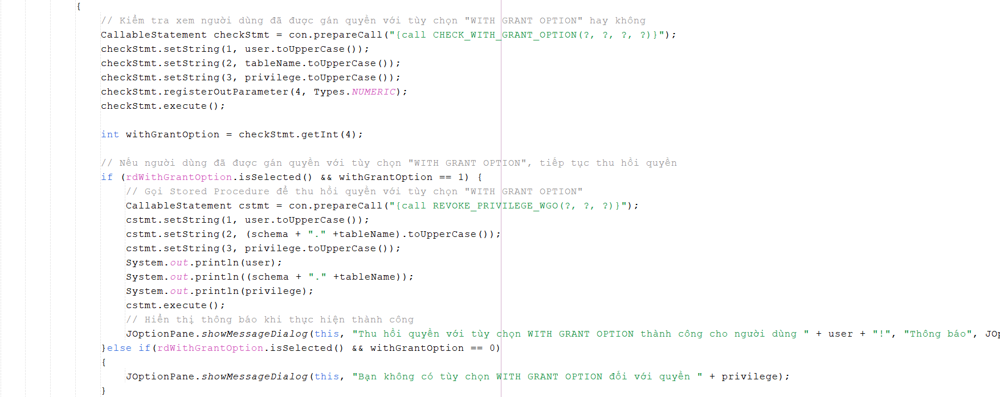 {
// Kiểm tra xem người dùng đã được gán quyền với tùy chọn "WITH GRANT OPTION" hay không
CallableStatement checkStmt = con.prepareCall("{call CHECK_WITH_GRANT_OPTION(?, ?, ?, ?)}");
checkStmt.setString(1, user.toUpperCase());
checkStmt.setString(2, tableName.toUpperCase());
checkStmt.setString(3, privilege.toUpperCase());
checkStmt.registerOutParameter(4, Types.NUMERIC);
checkStmt.execute();
int withGrantOption = checkStmt.getInt(4);
// Nếu người dùng đã được gán quyền với tùy chọn "WITH GRANT OPTION", tiếp tục thu hồi quyền
if (rdWithGrantOption.isSelected() && withGrantOption == 1) {
// Gọi Stored Procedure để thu hồi quyền với tùy chọn "WITH GRANT OPTION"
CallableStatement cstmt = con.prepareCall("{call REVOKE_PRIVILEGE_WGO(?, ?, ?)}");
cstmt.setString(1, user.toUpperCase());
cstmt.setString(2, (schema + "." +tableName).toUpperCase());
cstmt.setString(3, privilege.toUpperCase());
System.out.println(user);
System.out.println((schema + "." +tableName));
System.out.println(privilege);
cstmt.execute();
// Hiển thị thông báo khi thực hiện thành công
JOptionPane.showMessageDialog(this, "Thu hồi quyền với tùy chọn WITH GRANT OPTION thành công cho người dùng " + user + "!", "Thông báo", JOp
}else if(rdWithGrantOption.isSelected() && withGrantOption == 0)
{
JOptionPane.showMessageDialog(this, "Bạn không có tùy chọn WITH GRANT OPTION đối với quyền " + privilege);
}